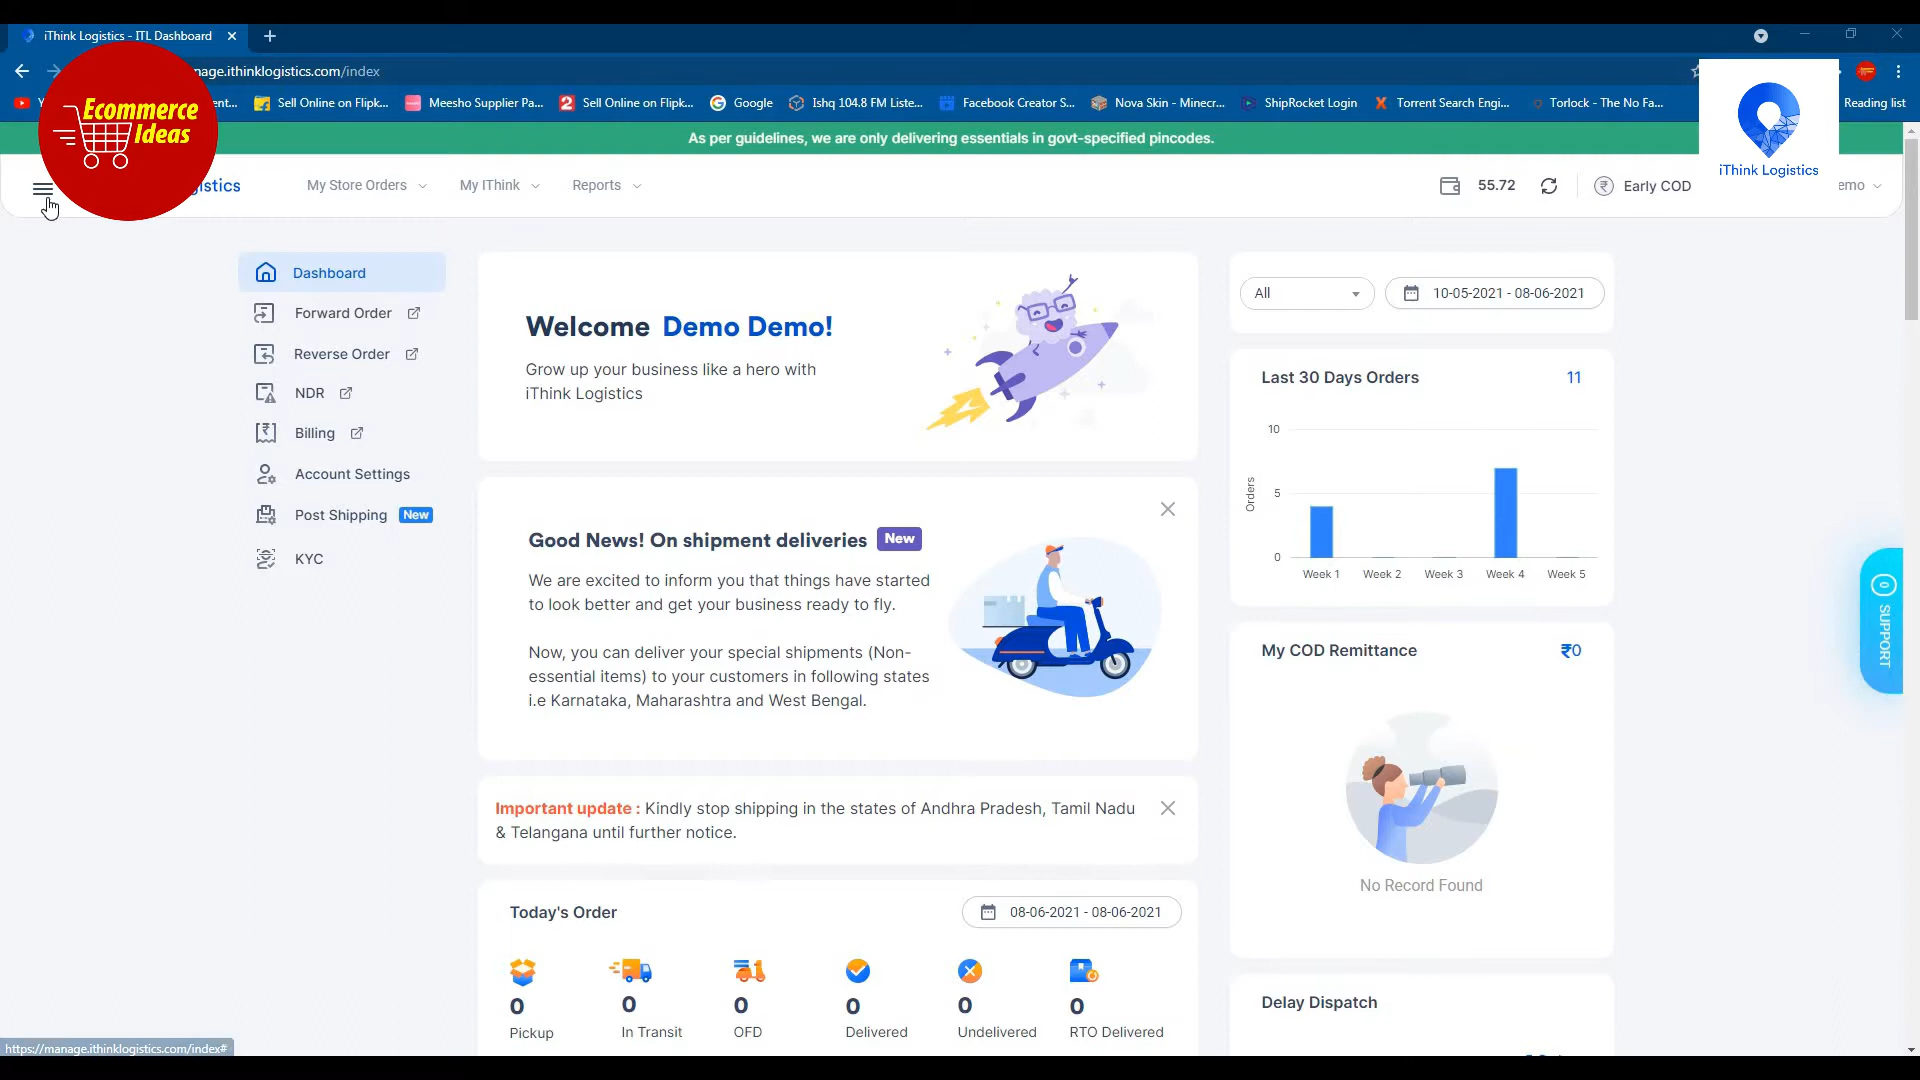 iThink Logistics - ITL Dashboard
nage.ithinklogistics.com/index
Sell Online on Flipk...
Meesho Supplier Pa...
Sell Online on Flipk...
Google
Ishq 104.8 FM Liste...
Facebook Creator S...
Nova Skin - Minecr...
ShipRocket Login
Torrent Search Engi...
Torlock - The No Fa...
Reading list
Ecommerce
Ideas
iThink Logistics
As per guidelines, we are only delivering essentials in govt-specified pincodes.
gistics
My Store Orders
My IThink
Reports
55.72
Early COD
emo
Dashboard
Forward Order
Reverse Order
NDR
Billing
Account Settings
Post Shipping New
KYC
Welcome Demo Demo!
Grow up your business like a hero with
iThink Logistics
Good News! On shipment deliveries New
We are excited to inform you that things have started
to look better and get your business ready to fly.
Now, you can deliver your special shipments (Non-
essential items) to your customers in following states
i.e Karnataka, Maharashtra and West Bengal.
Important update : Kindly stop shipping in the states of Andhra Pradesh, Tamil Nadu
& Telangana until further notice.
Today's Order
08-06-2021 - 08-06-2021
0
Pickup
0
In Transit
0
OFD
0
Delivered
0
Undelivered
0
RTO Delivered
All
10-05-2021 - 08-06-2021
Last 30 Days Orders 11
Orders
10
5
0
Week 1 Week 2 Week 3 Week 4 Week 5
My COD Remittance ₹0
No Record Found
Delay Dispatch
SUPPORT
https://manage.ithinklogistics.com/index#